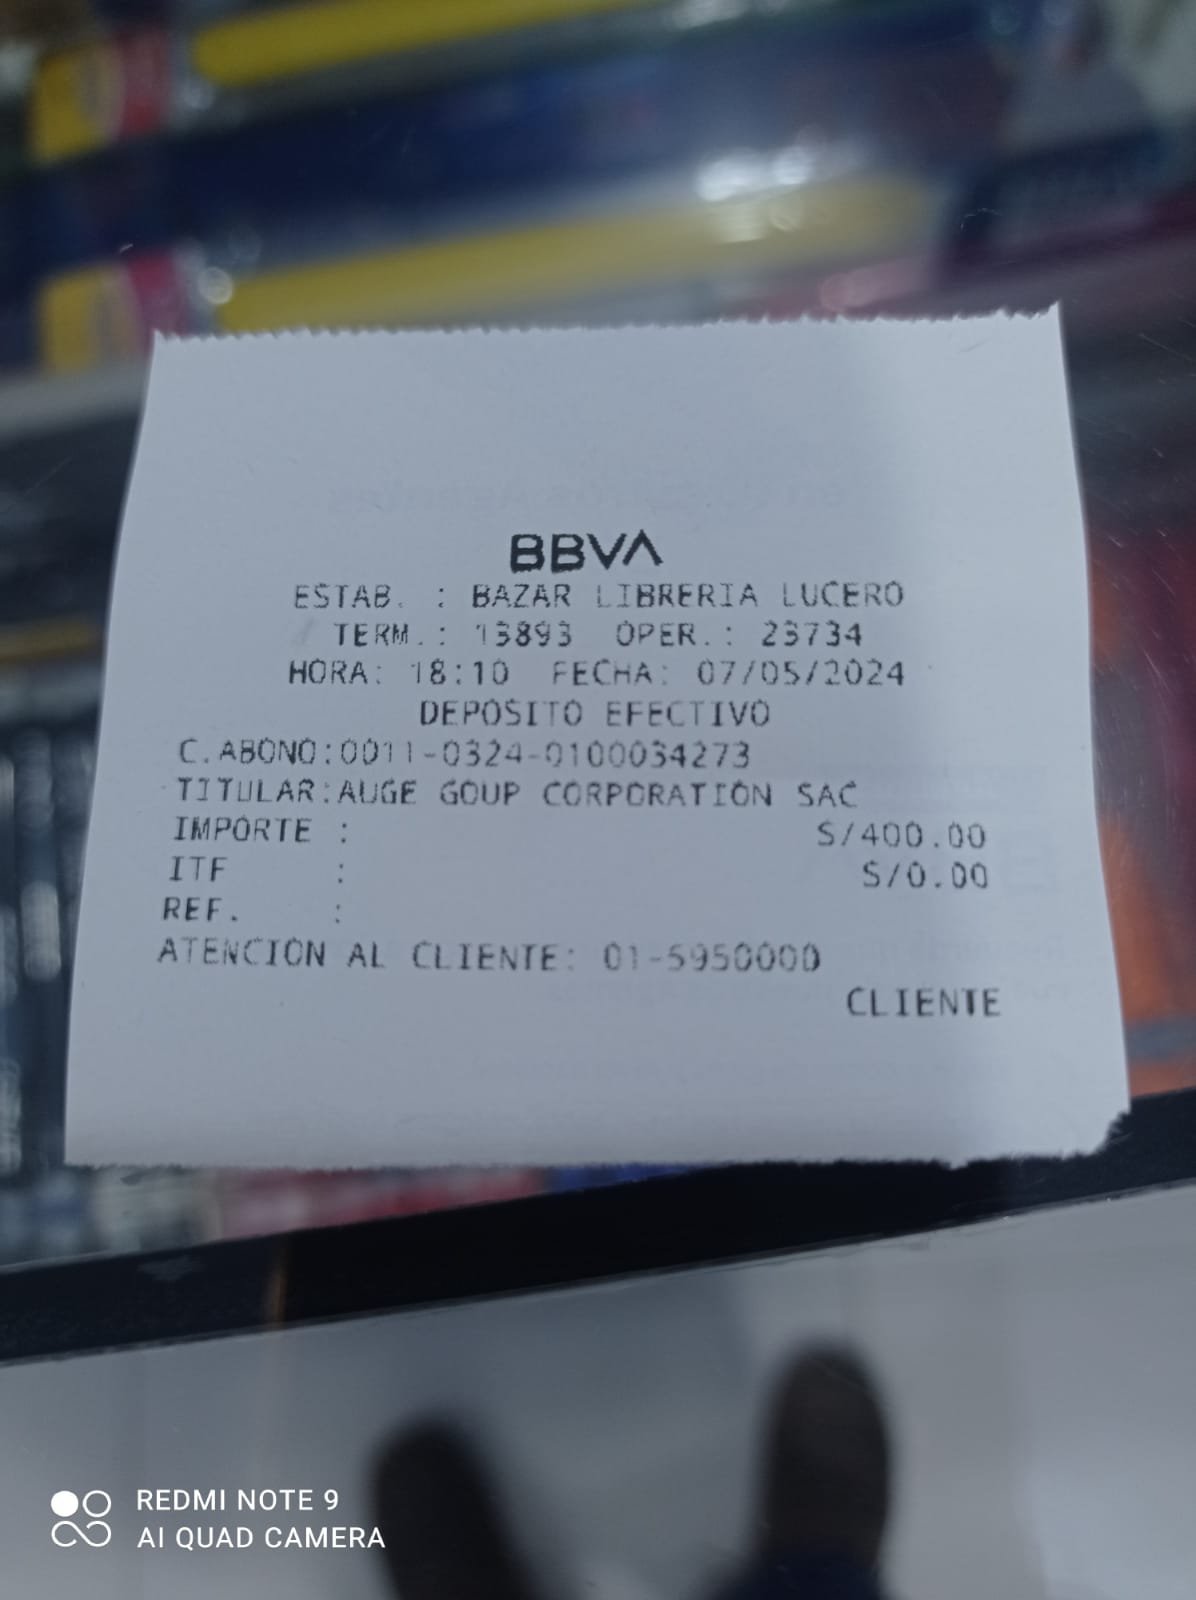 BBVA
ESTAB. : BAZAR LIBRERIA LUCERO
TERM.: 13893 OPER.: 23734
HORA: 18:10 FECHA: 07/05/2024
DEPOSITO EFECTIVO
C.ABONO:0011-0324-0100034273
TITULAR:AUGE GOUP CORPORATION SAC
IMPORTE : S/400.00
ITF : S/0.00
REF. :
ATENCION AL CLIENTE: 01-5950000
CLIENTE
REDMI NOTE 9
AI QUAD CAMERA